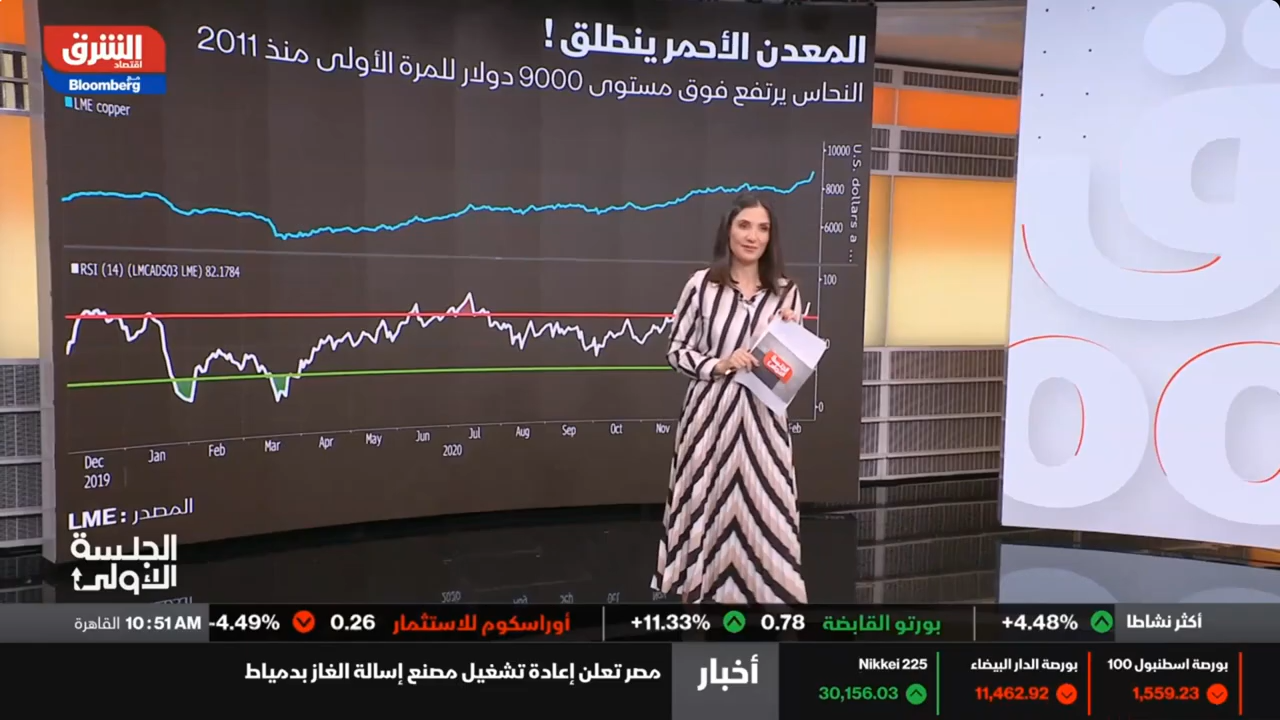 الشرق
اقتصاد
مع
Bloomberg
المعدن الأحمر ينطلق !
النحاس يرتفع فوق مستوى 9000 دولار للمرة الأولى منذ 2011
LME copper
U.S. dollars a ...
10000
8000
6000
RSI (14) (LMCADS03 LME) 82.1784
100
0
Dec Jan Feb Mar Apr May Jun Jul Aug Sep Oct Nov Feb
2019 2020
المصدر : LME
الجلسة
الأولى
أكثر نشاطا +4.48% بورتو القابضة 0.78 +11.33% أوراسكوم للاستثمار 0.26 -4.49% 10:51 AM القاهرة
بورصة اسطنبول 100 بورصة الدار البيضاء Nikkei 225
1,559.23 11,462.92 30,156.03
أخبار
مصر تعلن إعادة تشغيل مصنع إسالة الغاز بدمياط